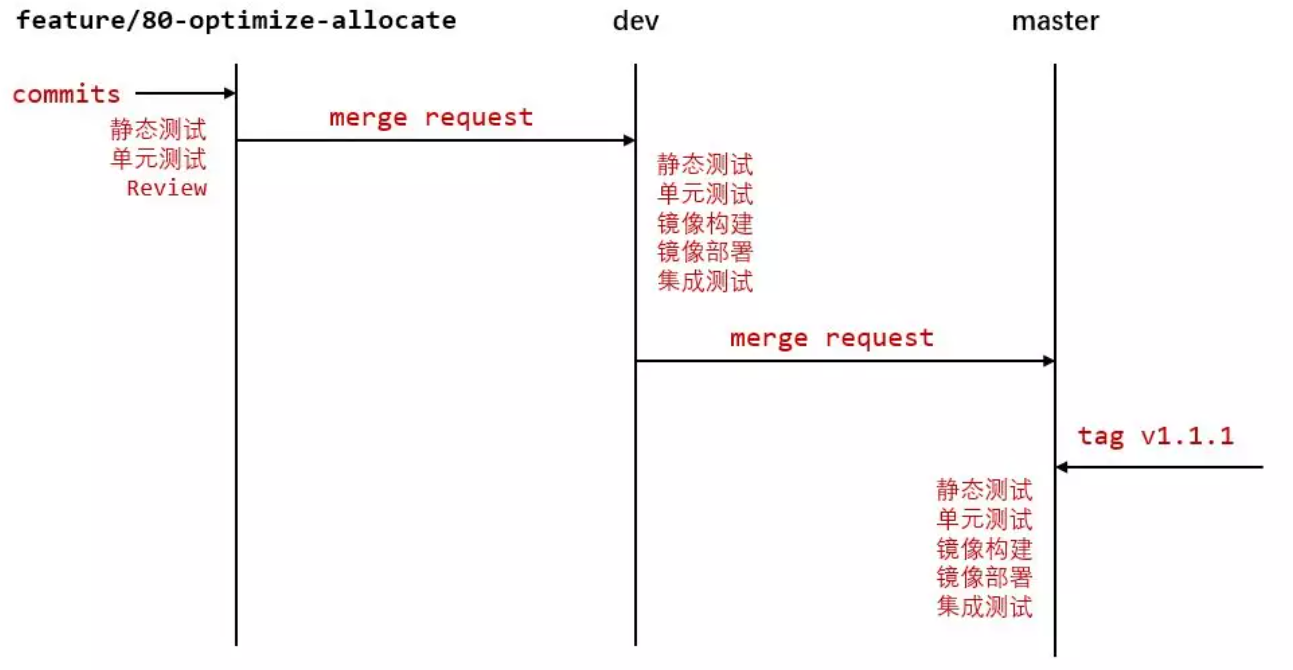 feature/80-optimize-allocate
dev
master
commits
静态测试
单元测试
Review
merge request
静态测试
单元测试
镜像构建
镜像部署
集成测试
merge request
tag v1.1.1
静态测试
单元测试
镜像构建
镜像部署
集成测试